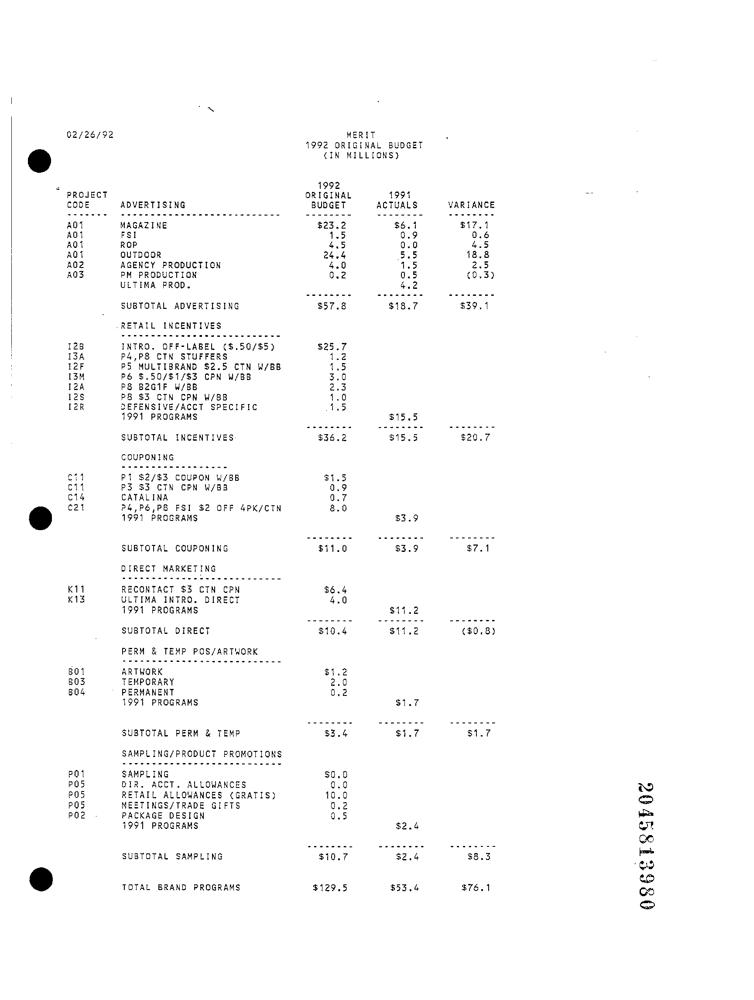 02/26/92 MERIT
1992 ORIGINAL BUDGET
(IN MILLIONS)
1992
PROJECT ORIGINAL 1991
CODE ADVERTISING BUDGET ACTUALS VARIANCE
A01 MAGAZINE $23.2 $6.1 $17.1
A01 FSI 1.5 0.9 0.6
A01 ROP 4.5 0.0 4.5
A01 OUTDOOR 24.4 5.5 18.8
A02 AGENCY PRODUCTION 4.0 1.5 2.5
A03 PM PRODUCTION 0.2 0.5 (0.3)
ULTIMA PROD. 4.2
SUBTOTAL ADVERTISING $57.8 $18.7 $39.1
RETAIL INCENTIVES
I2B INTRO. OFF-LABEL ($.50/$5) $25.7
I3A P4,P8 CTN STUFFERS 1.2
I2F P5 MULTIBRAND $2.5 CTN W/BB 1.5
I3M P6 $.50/$1/$3 CPN W/BB 3.0
I2A P8 B2G1F W/BB 2.3
I2S P8 $3 CTN CPN W/BB 1.0
I2R DEFENSIVE/ACCT SPECIFIC 1.5
1991 PROGRAMS $15.5
SUBTOTAL INCENTIVES $36.2 $15.5 $20.7
COUPONING
C11 P1 $2/$3 COUPON W/BB $1.5
C11 P3 $3 CTN CPN W/BB 0.9
C14 CATALINA 0.7
C21 P4,P6,P8 FSI $2 OFF 4PK/CTN 8.0
1991 PROGRAMS $3.9
SUBTOTAL COUPONING $11.0 $3.9 $7.1
DIRECT MARKETING
K11 RECONTACT $3 CTN CPN $6.4
K13 ULTIMA INTRO. DIRECT 4.0
1991 PROGRAMS $11.2
SUBTOTAL DIRECT $10.4 $11.2 ($0.8)
PERM & TEMP POS/ARTWORK
B01 ARTWORK $1.2
B03 TEMPORARY 2.0
B04 PERMANENT 0.2
1991 PROGRAMS $1.7
SUBTOTAL PERM & TEMP $3.4 $1.7 $1.7
SAMPLING/PRODUCT PROMOTIONS
P01 SAMPLING $0.0
P05 DIR. ACCT. ALLOWANCES 0.0
P05 RETAIL ALLOWANCES (GRATIS) 10.0
P05 MEETINGS/TRADE GIFTS 0.2
P02 PACKAGE DESIGN 0.5
1991 PROGRAMS $2.4
SUBTOTAL SAMPLING $10.7 $2.4 $8.3
TOTAL BRAND PROGRAMS $129.5 $53.4 $76.1
2045813980